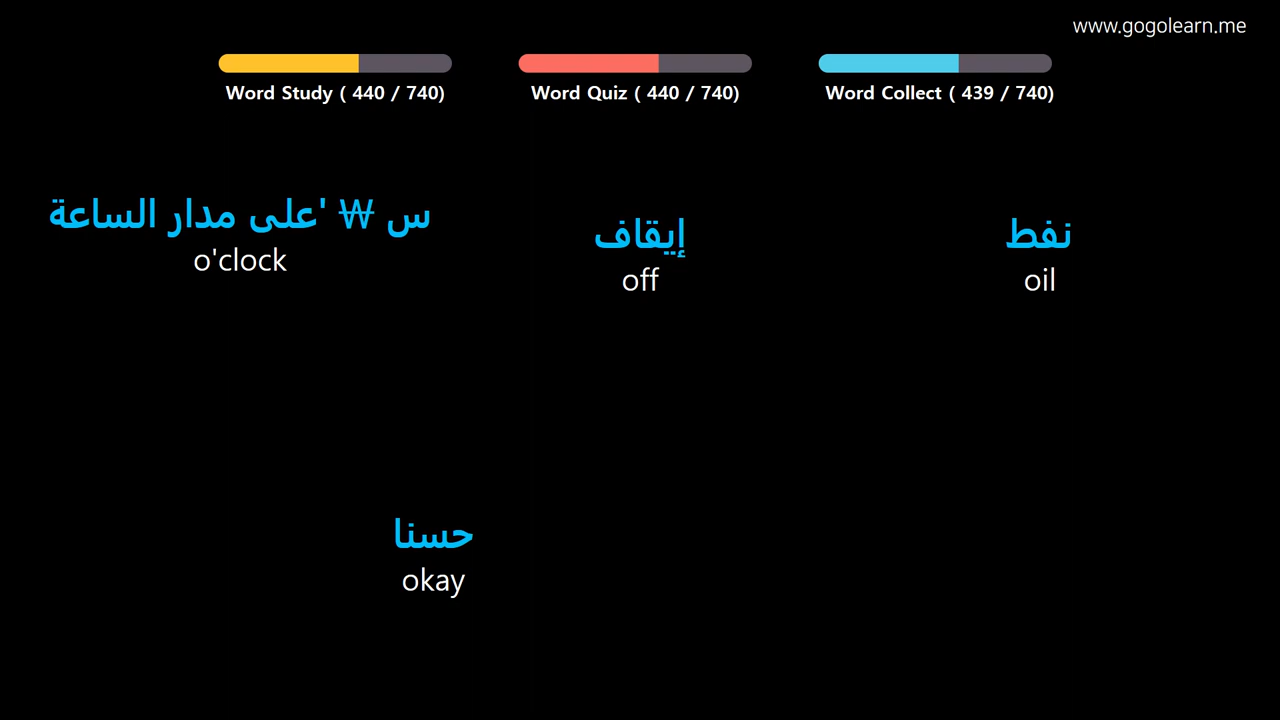 www.gogolearn.me
Word Study ( 440 / 740)
Word Quiz ( 440 / 740)
Word Collect ( 439 / 740)
س ₩ 'على مدار الساعة
o'clock
إيقاف
off
نفط
oil
حسنا
okay